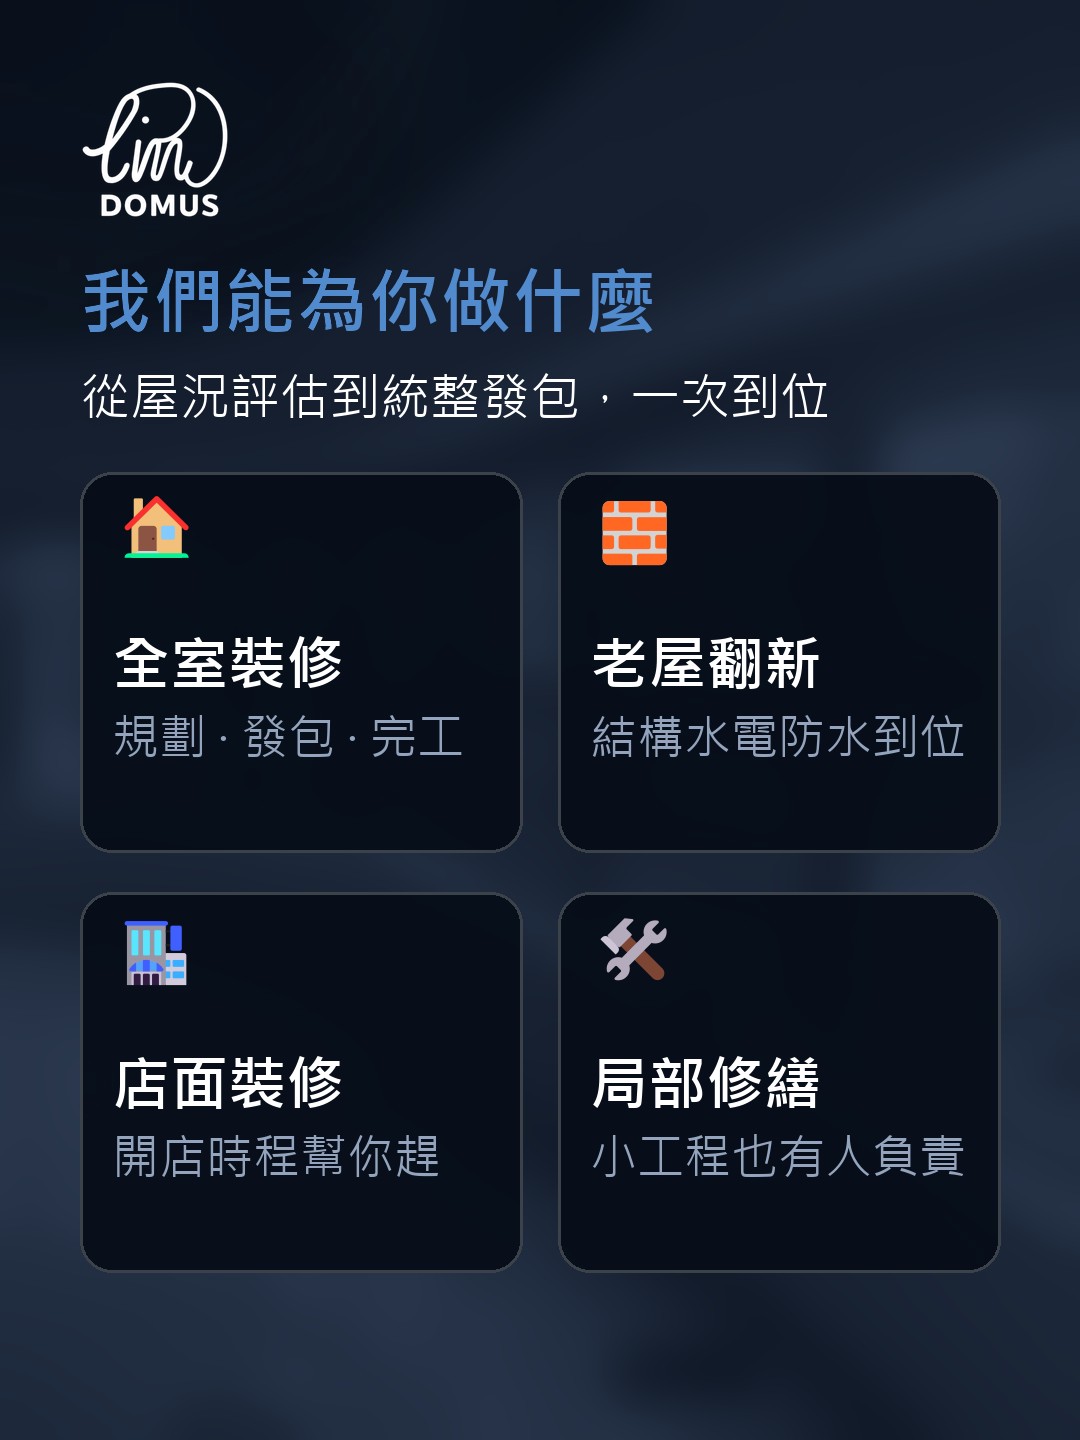 lim
DOMUS
我們能為你做什麼
從屋況評估到統整發包，一次到位
全室裝修
規劃·發包·完工
老屋翻新
結構水電防水到位
店面裝修
開店時程幫你趕
局部修繕
小工程也有人負責